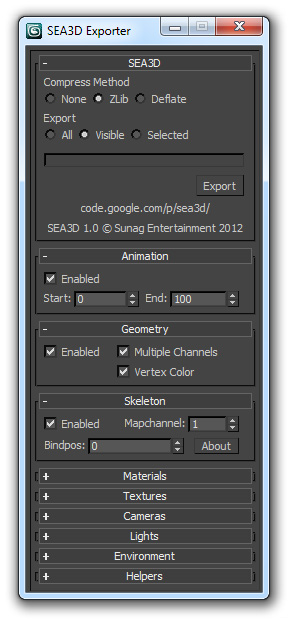 SEA3D Exporter
- SEA3D
Compress Method
None ZLib Deflate
Export
All Visible Selected
Export
code.google.com/p/sea3d/
SEA3D 1.0 © Sunag Entertainment 2012
- Animation
Enabled
Start: 0 End: 100
- Geometry
Enabled Multiple Channels
Vertex Color
- Skeleton
Enabled Mapchannel: 1
Bindpos: 0 About
+ Materials
+ Textures
+ Cameras
+ Lights
+ Environment
+ Helpers